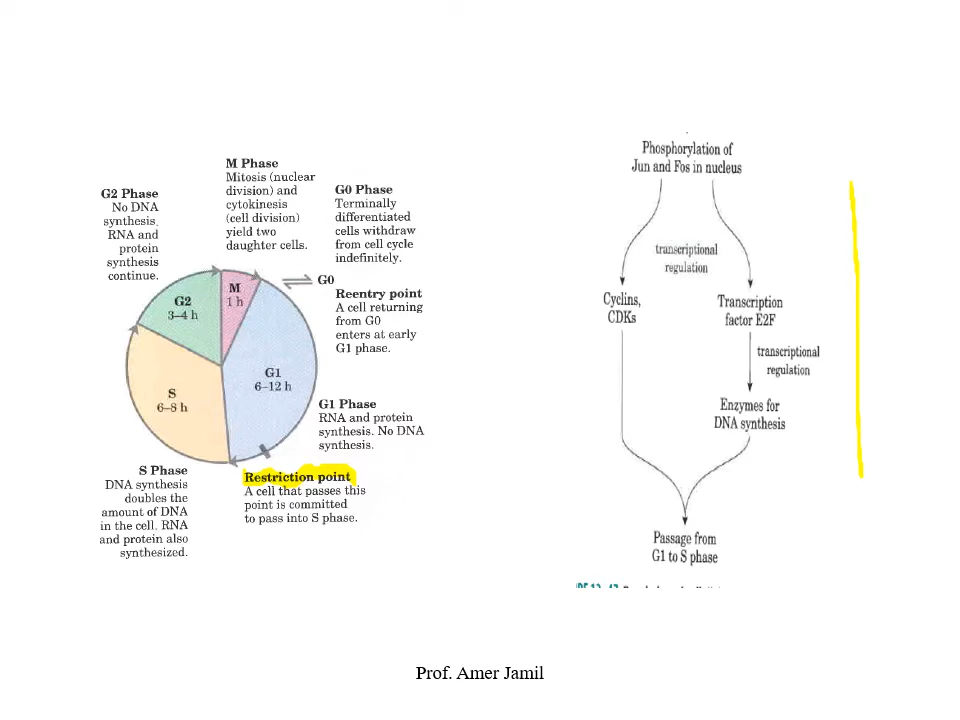 M Phase
Mitosis (nuclear
division) and
cytokinesis
(cell division)
yield two
daughter cells.
G2 Phase
No DNA
synthesis.
RNA and
protein
synthesis
continue.
G0 Phase
Terminally
differentiated
cells withdraw
from cell cycle
indefinitely.
G0
Reentry point
A cell returning
from G0
enters at early
G1 phase.
M
1 h
G2
3–4 h
G1
6–12 h
S
6–8 h
G1 Phase
RNA and protein
synthesis. No DNA
synthesis.
S Phase
DNA synthesis
doubles the
amount of DNA
in the cell. RNA
and protein also
synthesized.
Restriction point
A cell that passes this
point is committed
to pass into S phase.
Phosphorylation of
Jun and Fos in nucleus
transcriptional
regulation
Cyclins,
CDKs
Transcription
factor E2F
transcriptional
regulation
Enzymes for
DNA synthesis
Passage from
G1 to S phase
Prof. Amer Jamil